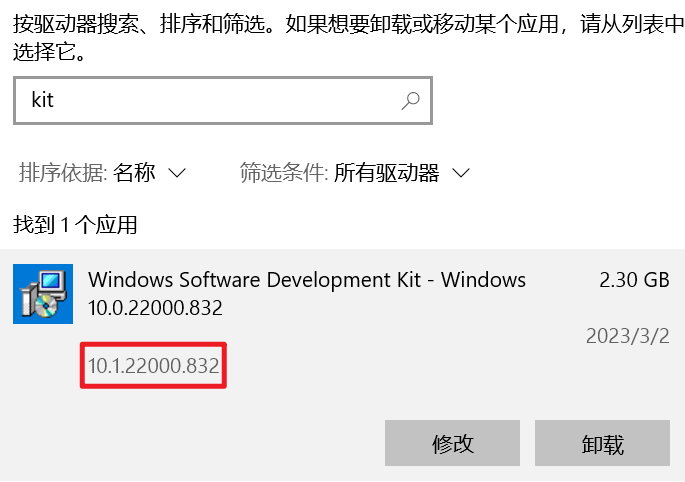 按驱动器搜索、排序和筛选。如果想要卸载或移动某个应用，请从列表中
选择它。
kit
排序依据: 名称 筛选条件: 所有驱动器
找到 1 个应用
Windows Software Development Kit - Windows 2.30 GB
10.0.22000.832
2023/3/2
10.1.22000.832
修改 卸载